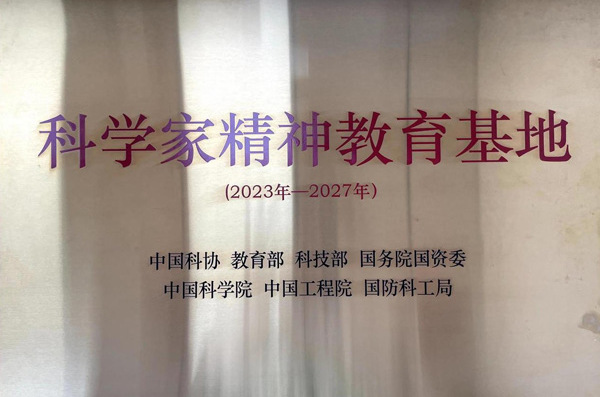 科学家精神教育基地
(2023年—2027年)
中国科协 教育部 科技部 国务院国资委
中国科学院 中国工程院 国防科工局